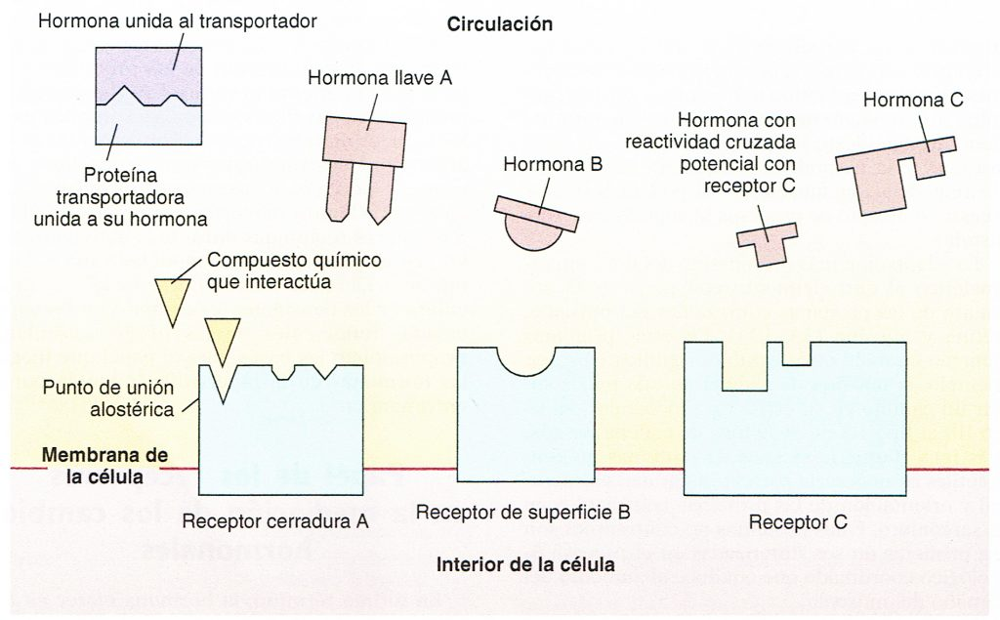 Hormona unida al transportador
Circulación
Hormona llave A
Hormona C
Hormona con
reactividad cruzada
potencial con
receptor C
Hormona B
Proteína
transportadora
unida a su hormona
Compuesto químico
que interactúa
Punto de unión
alostérica
Membrana de
la célula
Receptor cerradura A
Receptor de superficie B
Receptor C
Interior de la célula